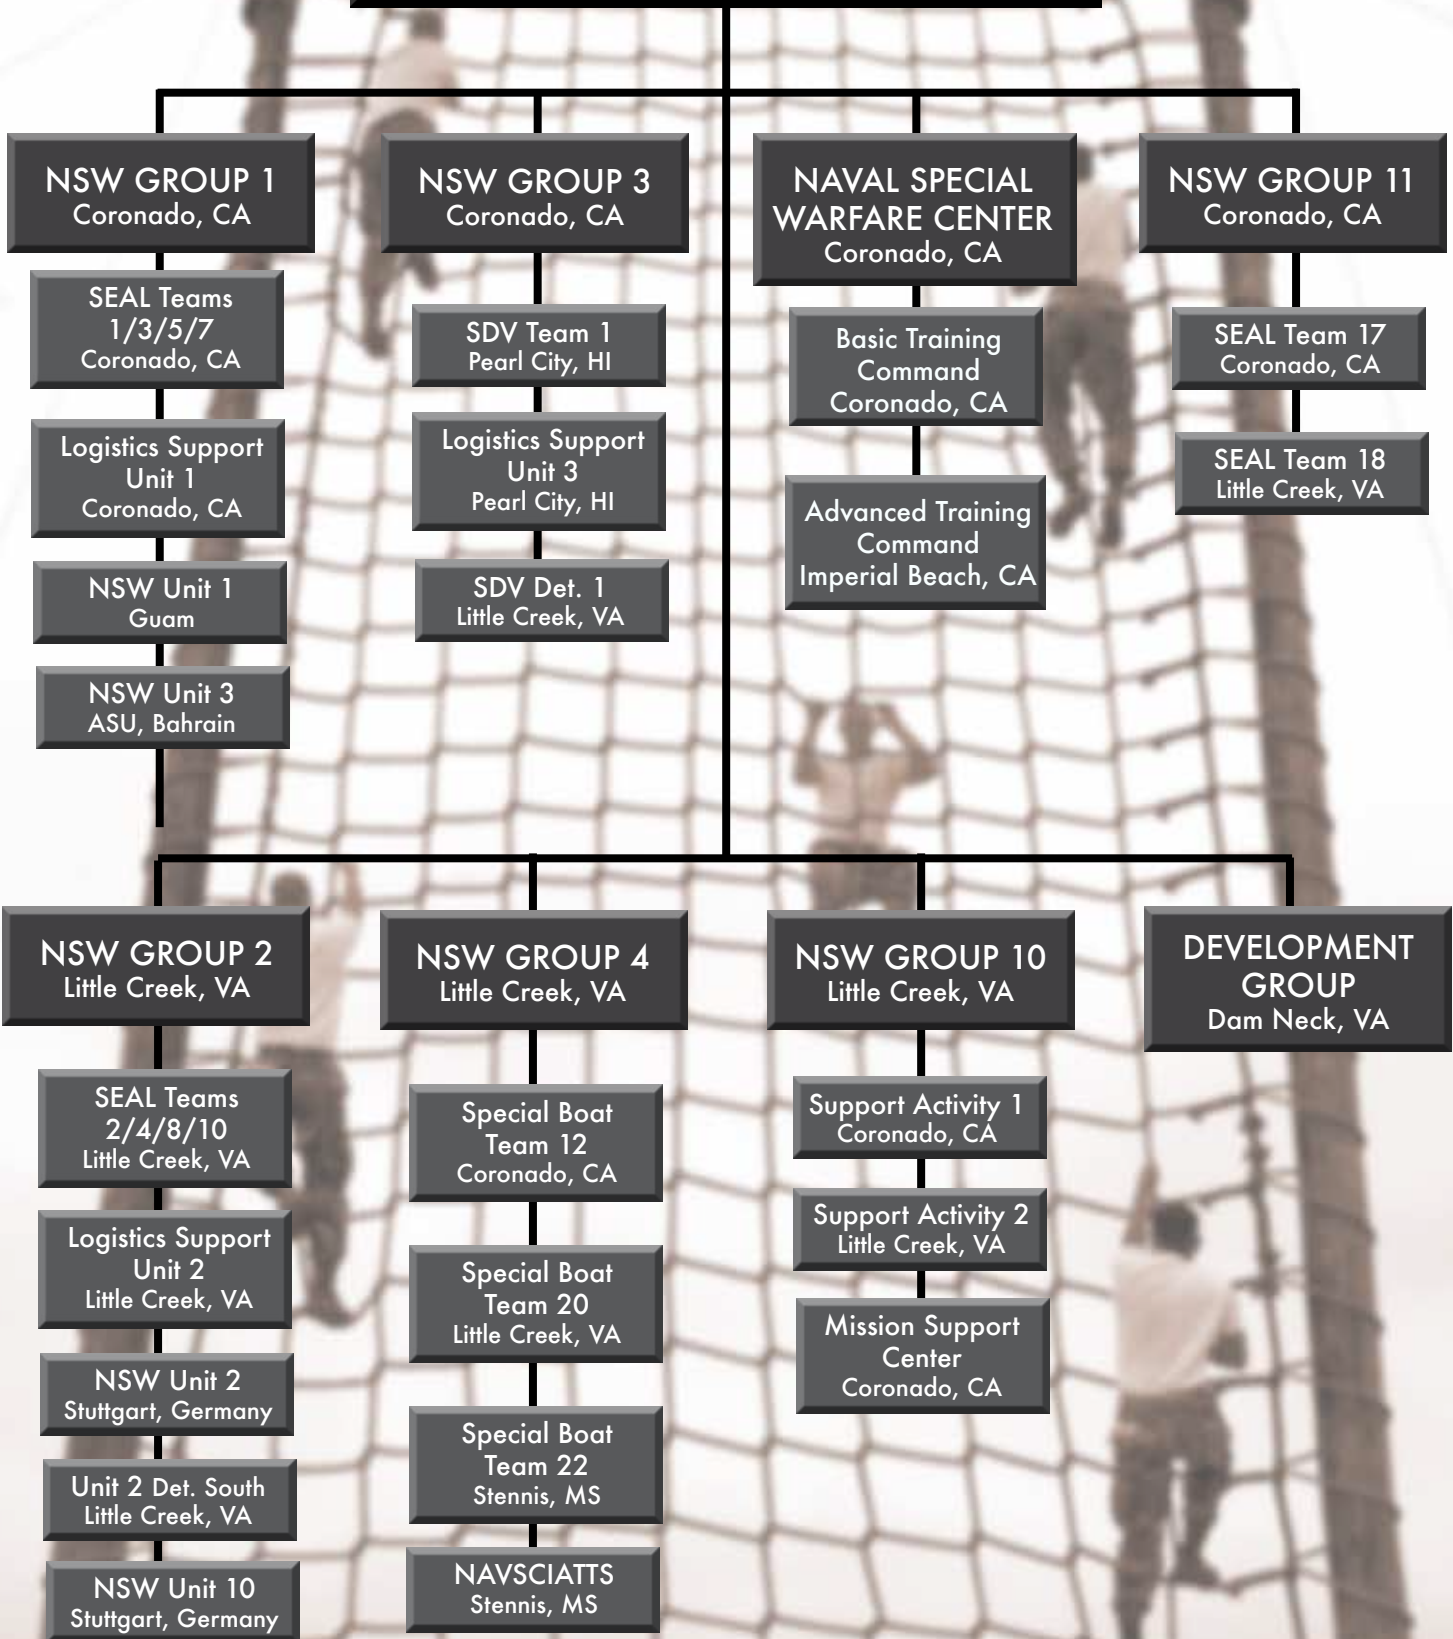 NSW GROUP 1
Coronado, CA
SEAL Teams
1/3/5/7
Coronado, CA
Logistics Support
Unit 1
Coronado, CA
NSW Unit 1
Guam
NSW Unit 3
ASU, Bahrain
NSW GROUP 3
Coronado, CA
SDV Team 1
Pearl City, HI
Logistics Support
Unit 3
Pearl City, HI
SDV Det. 1
Little Creek, VA
NAVAL SPECIAL
WARFARE CENTER
Coronado, CA
Basic Training
Command
Coronado, CA
Advanced Training
Command
Imperial Beach, CA
NSW GROUP 11
Coronado, CA
SEAL Team 17
Coronado, CA
SEAL Team 18
Little Creek, VA
NSW GROUP 2
Little Creek, VA
SEAL Teams
2/4/8/10
Little Creek, VA
Logistics Support
Unit 2
Little Creek, VA
NSW Unit 2
Stuttgart, Germany
Unit 2 Det. South
Little Creek, VA
NSW Unit 10
Stuttgart, Germany
NSW GROUP 4
Little Creek, VA
Special Boat
Team 12
Coronado, CA
Special Boat
Team 20
Little Creek, VA
Special Boat
Team 22
Stennis, MS
NAVSCIATTS
Stennis, MS
NSW GROUP 10
Little Creek, VA
Support Activity 1
Coronado, CA
Support Activity 2
Little Creek, VA
Mission Support
Center
Coronado, CA
DEVELOPMENT
GROUP
Dam Neck, VA